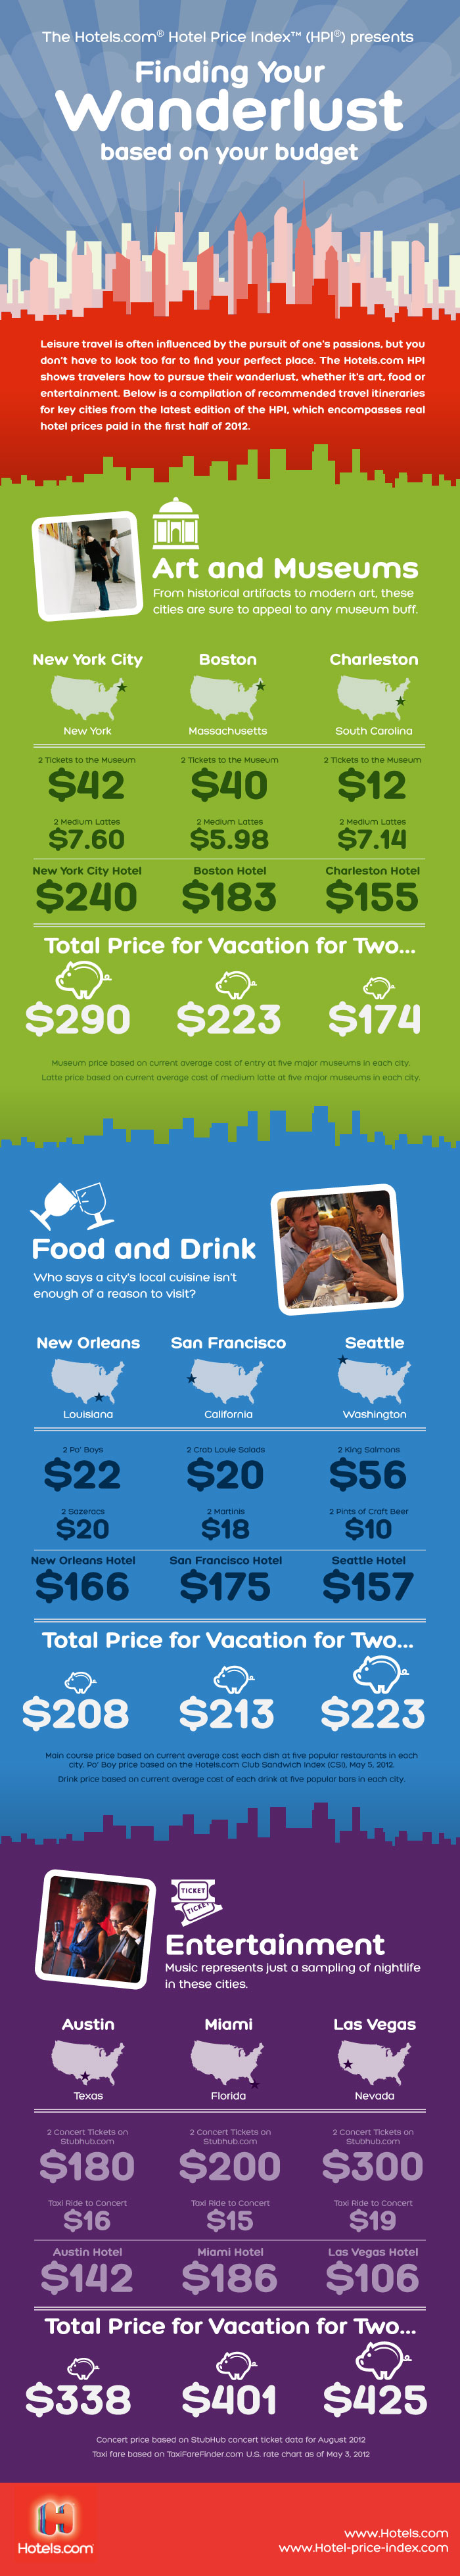 The Hotels.com® Hotel Price Index™ (HPI®) presents
Finding Your
Wanderlust
based on your budget
Leisure travel is often influenced by the pursuit of one's passions, but you
don't have to look too far to find your perfect place. The Hotels.com HPI
shows travelers how to pursue their wanderlust, whether it's art, food or
entertainment. Below is a compilation of recommended travel itineraries
for key cities from the latest edition of the HPI, which encompasses real
hotel prices paid in the first half of 2012.
Art and Museums
From historical artifacts to modern art, these
cities are sure to appeal to any museum buff.
New York City Boston Charleston
New York Massachusetts South Carolina
2 Tickets to the Museum 2 Tickets to the Museum 2 Tickets to the Museum
$42 $40 $12
2 Medium Lattes 2 Medium Lattes 2 Medium Lattes
$7.60 $5.98 $7.14
New York City Hotel Boston Hotel Charleston Hotel
$240 $183 $155
Total Price for Vacation for Two...
$290 $223 $174
Museum price based on current average cost of entry at five major museums in each city.
Latte price based on current average cost of medium latte at five major museums in each city.
Food and Drink
Who says a city's local cuisine isn't
enough of a reason to visit?
New Orleans San Francisco Seattle
Louisiana California Washington
2 Po' Boys 2 Crab Louie Salads 2 King Salmons
$22 $20 $56
2 Sazeracs 2 Martinis 2 Pints of Craft Beer
$20 $18 $10
New Orleans Hotel San Francisco Hotel Seattle Hotel
$166 $175 $157
Total Price for Vacation for Two...
$208 $213 $223
Main course price based on current average cost each dish at five popular restaurants in each
city. Po' Boy price based on the Hotels.com Club Sandwich Index (CSI), May 5, 2012.
Drink price based on current average cost of each drink at five popular bars in each city.
TICKET
TICKET
Entertainment
Music represents just a sampling of nightlife
in these cities.
Austin Miami Las Vegas
Texas Florida Nevada
2 Concert Tickets on 2 Concert Tickets on 2 Concert Tickets on
Stubhub.com Stubhub.com Stubhub.com
$180 $200 $300
Taxi Ride to Concert Taxi Ride to Concert Taxi Ride to Concert
$16 $15 $19
Austin Hotel Miami Hotel Las Vegas Hotel
$142 $186 $106
Total Price for Vacation for Two...
$338 $401 $425
Concert price based on StubHub concert ticket data for August 2012
Taxi fare based on TaxiFareFinder.com U.S. rate chart as of May 3, 2012
H
Hotels.com
www.Hotels.com
www.Hotel-price-index.com